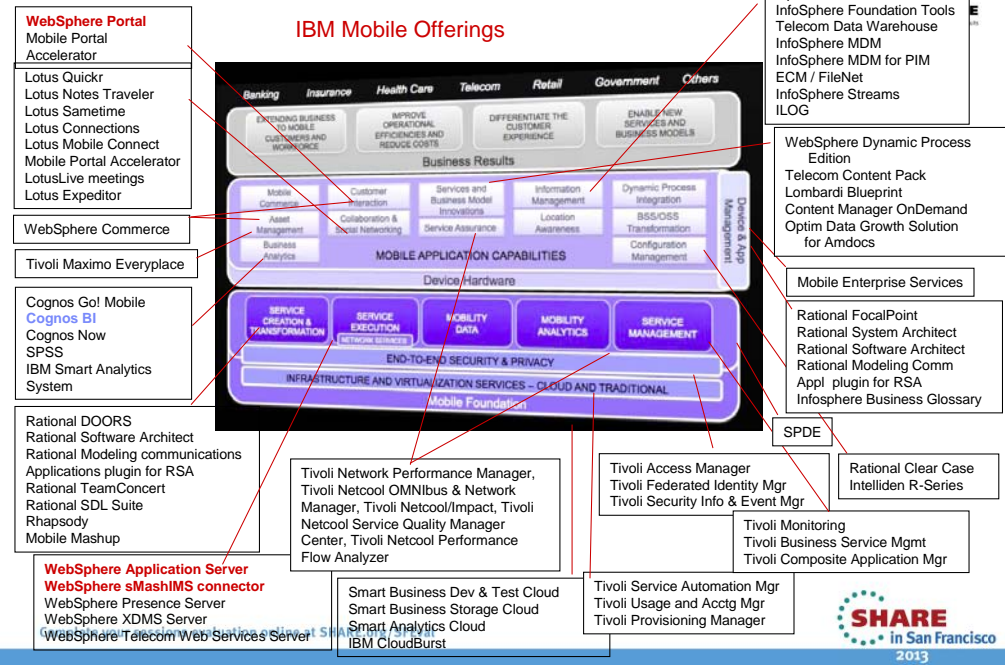 IBM Mobile Offerings
WebSphere Portal
Mobile Portal
Accelerator
Lotus Quickr
Lotus Notes Traveler
Lotus Sametime
Lotus Connections
Lotus Mobile Connect
Mobile Portal Accelerator
LotusLive meetings
Lotus Expeditor
WebSphere Commerce
Tivoli Maximo Everyplace
Cognos Go! Mobile
Cognos BI
Cognos Now
SPSS
IBM Smart Analytics
System
Rational DOORS
Rational Software Architect
Rational Modeling communications
Applications plugin for RSA
Rational TeamConcert
Rational SDL Suite
Rhapsody
Mobile Mashup
WebSphere Application Server
WebSphere sMashIMS connector
WebSphere Presence Server
WebSphere XDMS Server
WebSphere Telecom Web Services Server
Banking Insurance Health Care Telecom Retail Government Others
EXTENDING BUSINESS
TO MOBILE
CUSTOMERS AND
WORKFORCE
IMPROVE
OPERATIONAL
EFFICIENCIES AND
REDUCE COSTS
DIFFERENTIATE THE
CUSTOMER
EXPERIENCE
ENABLE NEW
SERVICES AND
BUSINESS MODELS
Business Results
Mobile
Commerce
Customer
Interaction
Services and
Business Model
Innovations
Information
Management
Dynamic Process
Integration
Asset
Management
Collaboration &
Social Networking
Service Assurance
Location
Awareness
BSS/OSS
Transformation
Business
Analytics
MOBILE APPLICATION CAPABILITIES
Configuration
Management
Device & App
Management
Device Hardware
SERVICE
CREATION &
TRANSFORMATION
SERVICE
EXECUTION
NETWORK SERVICES
MOBILITY
DATA
MOBILITY
ANALYTICS
SERVICE
MANAGEMENT
END-TO-END SECURITY & PRIVACY
INFRASTRUCTURE AND VIRTUALIZATION SERVICES – CLOUD AND TRADITIONAL
Mobile Foundation
InfoSphere Foundation Tools
Telecom Data Warehouse
InfoSphere MDM
InfoSphere MDM for PIM
ECM / FileNet
InfoSphere Streams
ILOG
WebSphere Dynamic Process
Edition
Telecom Content Pack
Lombardi Blueprint
Content Manager OnDemand
Optim Data Growth Solution
for Amdocs
Mobile Enterprise Services
Rational FocalPoint
Rational System Architect
Rational Software Architect
Rational Modeling Comm
Appl plugin for RSA
Infosphere Business Glossary
SPDE
Rational Clear Case
Intelliden R-Series
Tivoli Network Performance Manager,
Tivoli Netcool OMNIbus & Network
Manager, Tivoli Netcool/Impact, Tivoli
Netcool Service Quality Manager
Center, Tivoli Netcool Performance
Flow Analyzer
Tivoli Access Manager
Tivoli Federated Identity Mgr
Tivoli Security Info & Event Mgr
Tivoli Monitoring
Tivoli Business Service Mgmt
Tivoli Composite Application Mgr
Smart Business Dev & Test Cloud
Smart Business Storage Cloud
Smart Analytics Cloud
IBM CloudBurst
Tivoli Service Automation Mgr
Tivoli Usage and Acctg Mgr
Tivoli Provisioning Manager
Complete your sessions evaluation online at SHARE.org/SFEval
SHARE
in San Francisco
2013